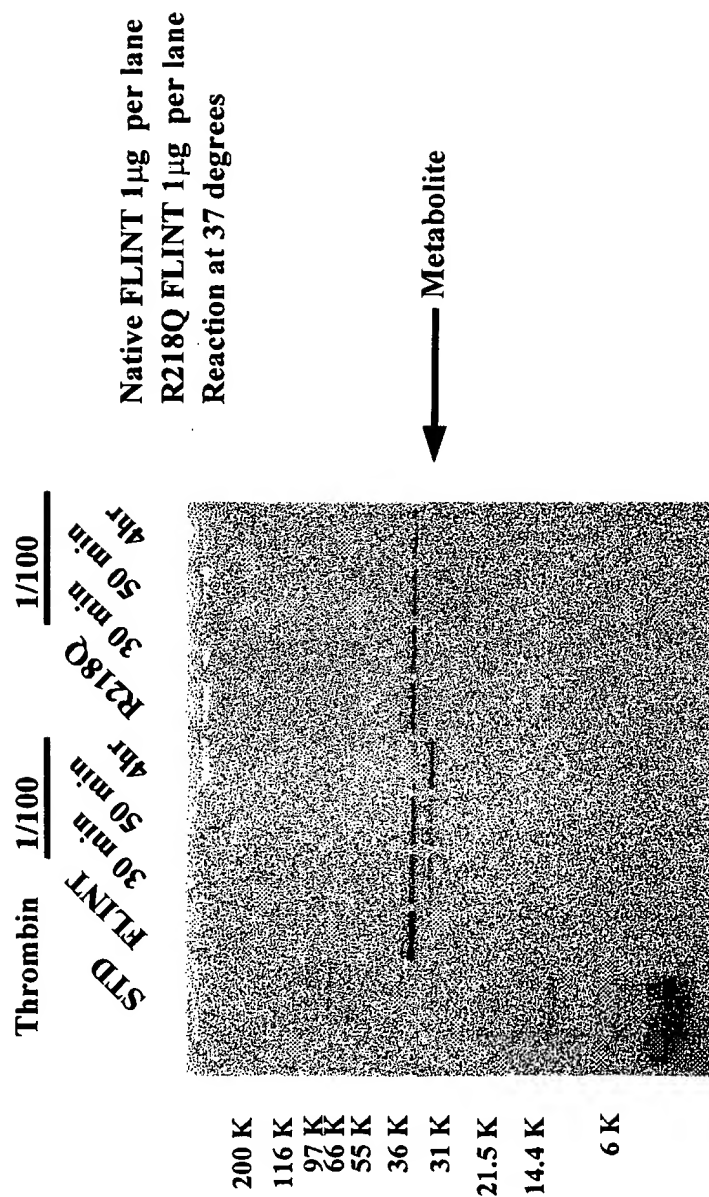 Thrombin 1/100 1/100
STD
FLINT
30 min
50 min
4hr
R218Q
30 min
50 min
4hr
200 K
116 K
97 K
66 K
55 K
36 K
31 K
21.5 K
14.4 K
6 K
Native FLINT 1µg per lane
R218Q FLINT 1µg per lane
Reaction at 37 degrees
Metabolite